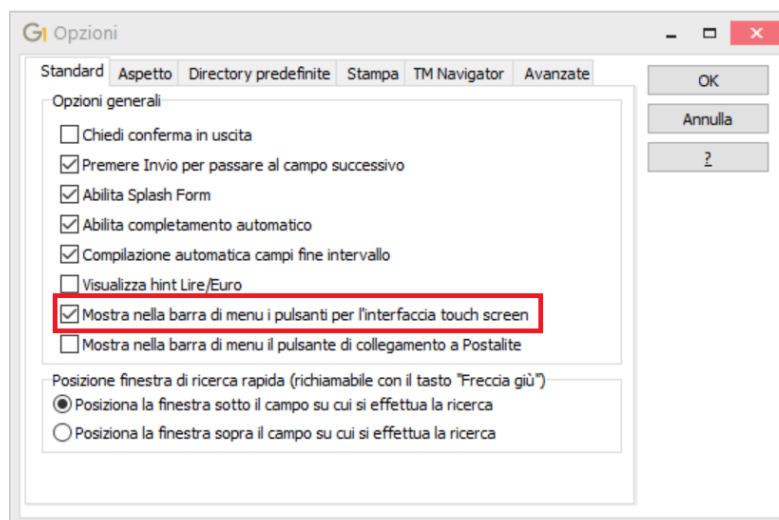 G1 Opzioni
Standard Aspetto Directory predefinite Stampa TM Navigator Avanzate
OK
Annulla
?
Opzioni generali
Chiedi conferma in uscita
Premere Invio per passare al campo successivo
Abilita Splash Form
Abilita completamento automatico
Compilazione automatica campi fine intervallo
Visualizza hint Lire/Euro
Mostra nella barra di menu i pulsanti per l'interfaccia touch screen
Mostra nella barra di menu il pulsante di collegamento a Postalite
Posizione finestra di ricerca rapida (richiamabile con il tasto "Freccia giù")
Posiziona la finestra sotto il campo su cui si effettua la ricerca
Posiziona la finestra sopra il campo su cui si effettua la ricerca